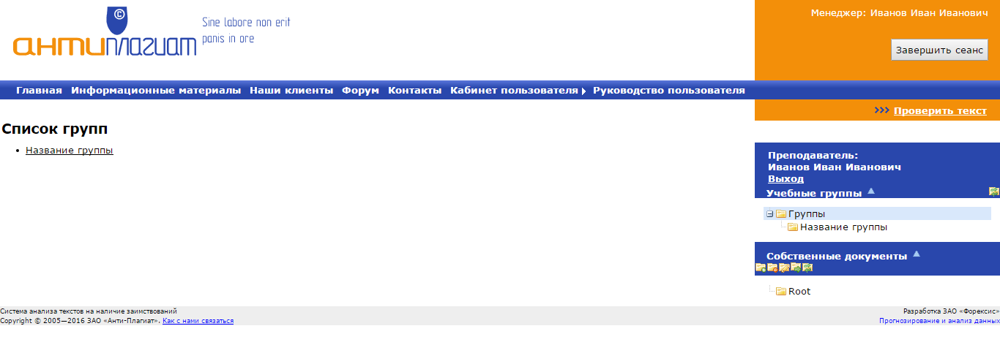 ©
антиплагиат
Sine labore non erit
panis in ore
Менеджер: Иванов Иван Иванович
Завершить сеанс
Главная Информационные материалы Наши клиенты Форум Контакты Кабинет пользователя Руководство пользователя
>>> Проверить текст
Список групп
• Название группы
Преподаватель:
Иванов Иван Иванович
Выход
Учебные группы
Группы
Название группы
Собственные документы
Root
Система анализа текстов на наличие заимствований
Copyright © 2005—2016 ЗАО «Анти-Плагиат». Как с нами связаться
Разработка ЗАО «Форексис»
Прогнозирование и анализ данных